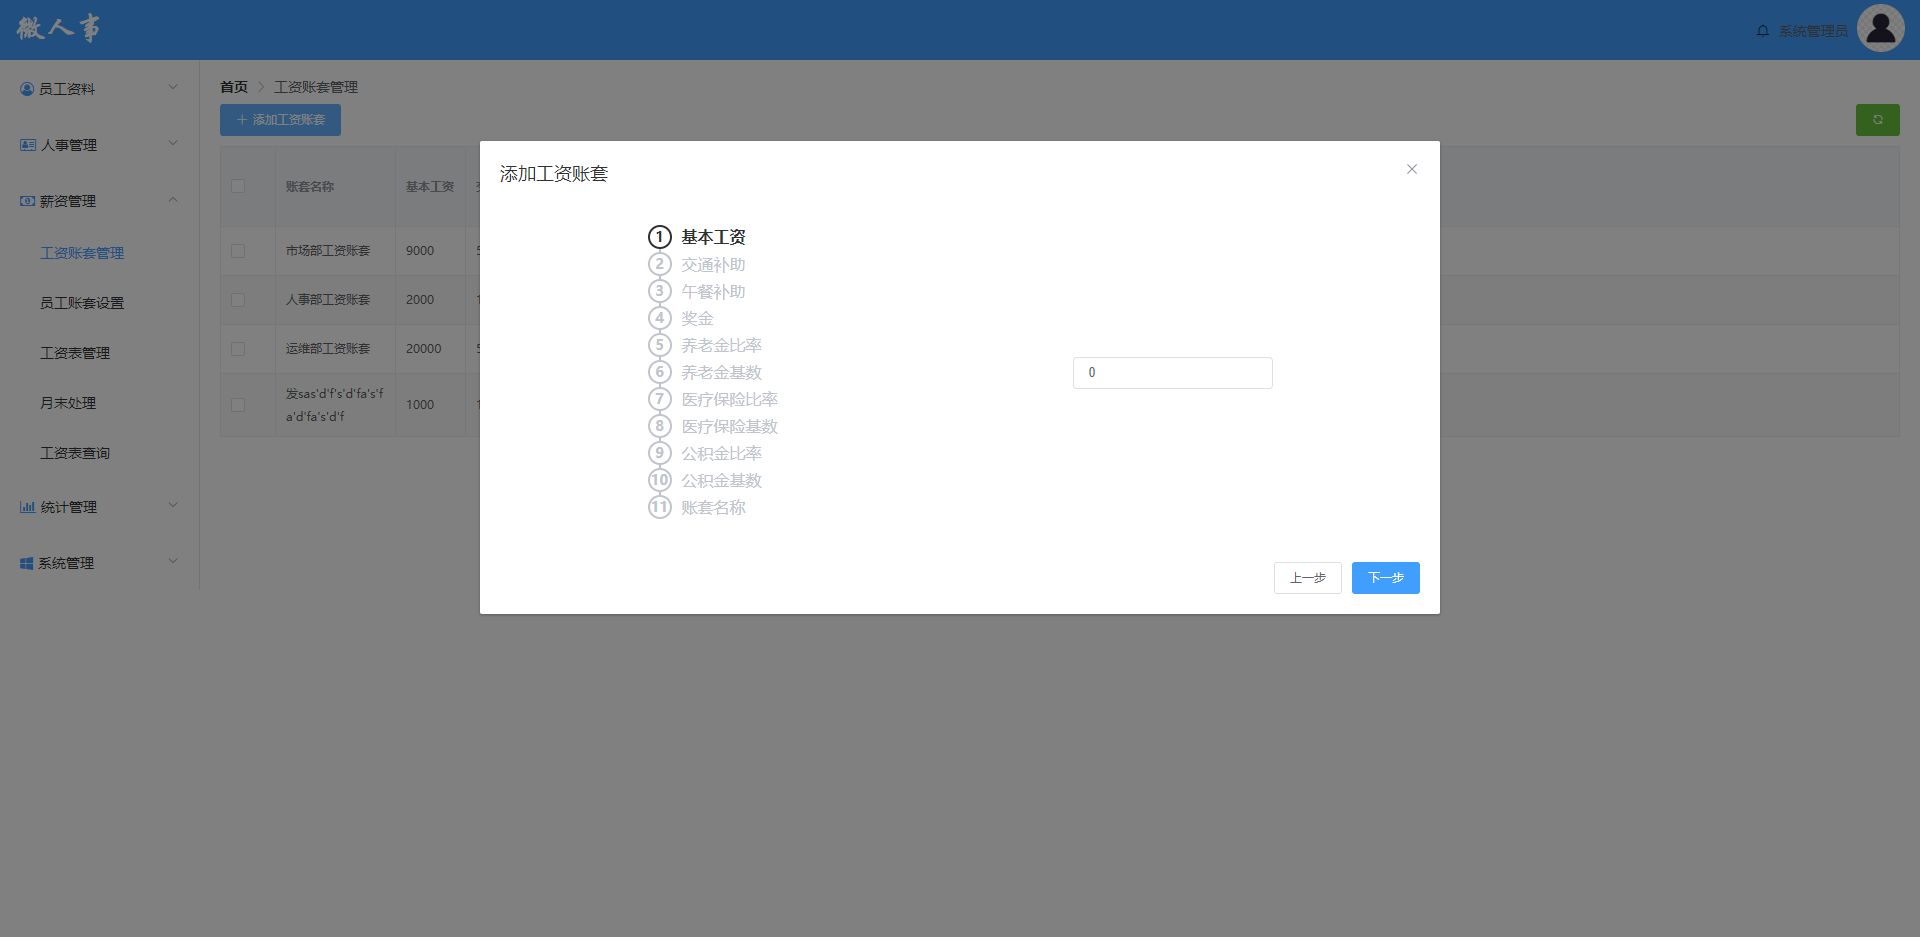 微人事
系统管理员
员工资料
人事管理
薪资管理
工资账套管理
员工账套设置
工资表管理
月末处理
工资表查询
统计管理
系统管理
首页 工资账套管理
添加工资账套
账套名称 基本工资
市场部工资账套 9000
人事部工资账套 2000
运维部工资账套 20000
发sas'd'f's'd'fa's'f
a'd'fa's'd'f
1000
添加工资账套
1 基本工资
2 交通补助
3 午餐补助
4 奖金
5 养老金比率
6 养老金基数
7 医疗保险比率
8 医疗保险基数
9 公积金比率
10 公积金基数
11 账套名称
0
上一步 下一步